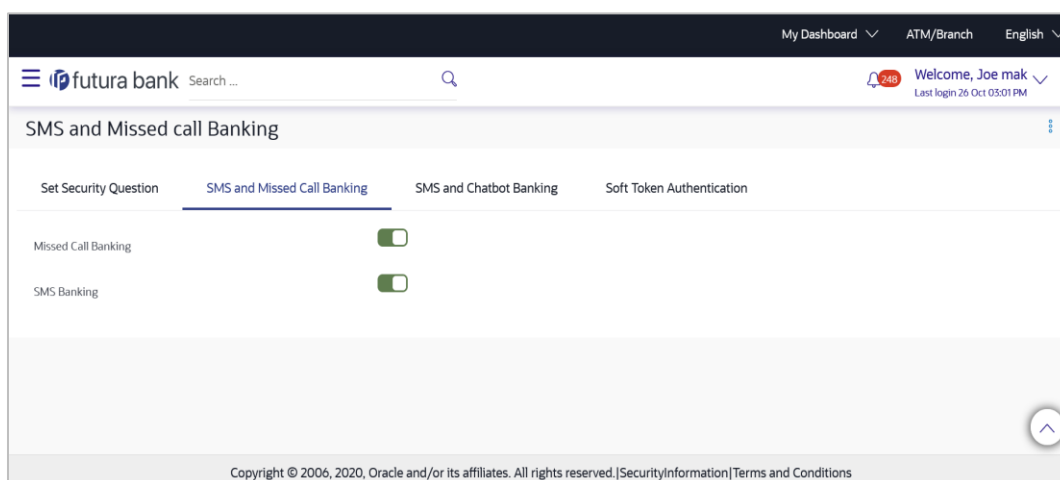 My Dashboard ATM/Branch English
futura bank Search ... 248 Welcome, Joe mak
Last login 26 Oct 03:01 PM
SMS and Missed call Banking
Set Security Question SMS and Missed Call Banking SMS and Chatbot Banking Soft Token Authentication
Missed Call Banking
SMS Banking
Copyright © 2006, 2020, Oracle and/or its affiliates. All rights reserved.|SecurityInformation|Terms and Conditions